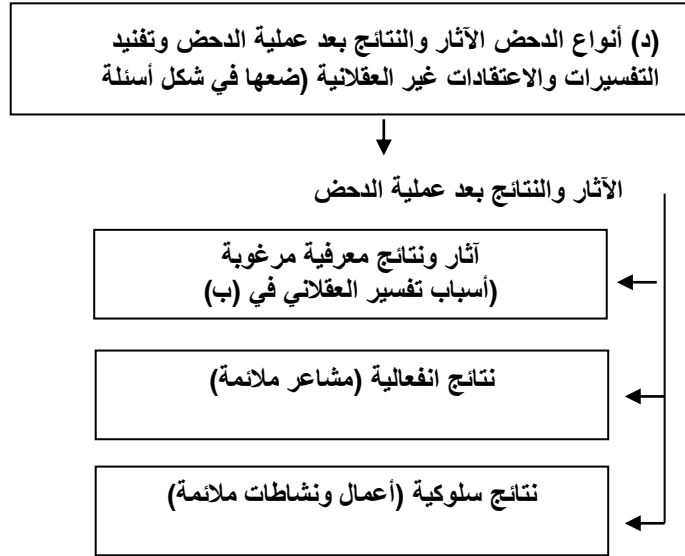 (د) أنواع الدحض الآثار والنتائج بعد عملية الدحض وتفنيد
التفسيرات والاعتقادات غير العقلانية (ضعها في شكل أسئلة
الآثار والنتائج بعد عملية الدحض
آثار ونتائج معرفية مرغوبة
(أسباب تفسير العقلاني في (ب)
نتائج انفعالية (مشاعر ملائمة)
نتائج سلوكية (أعمال ونشاطات ملائمة)